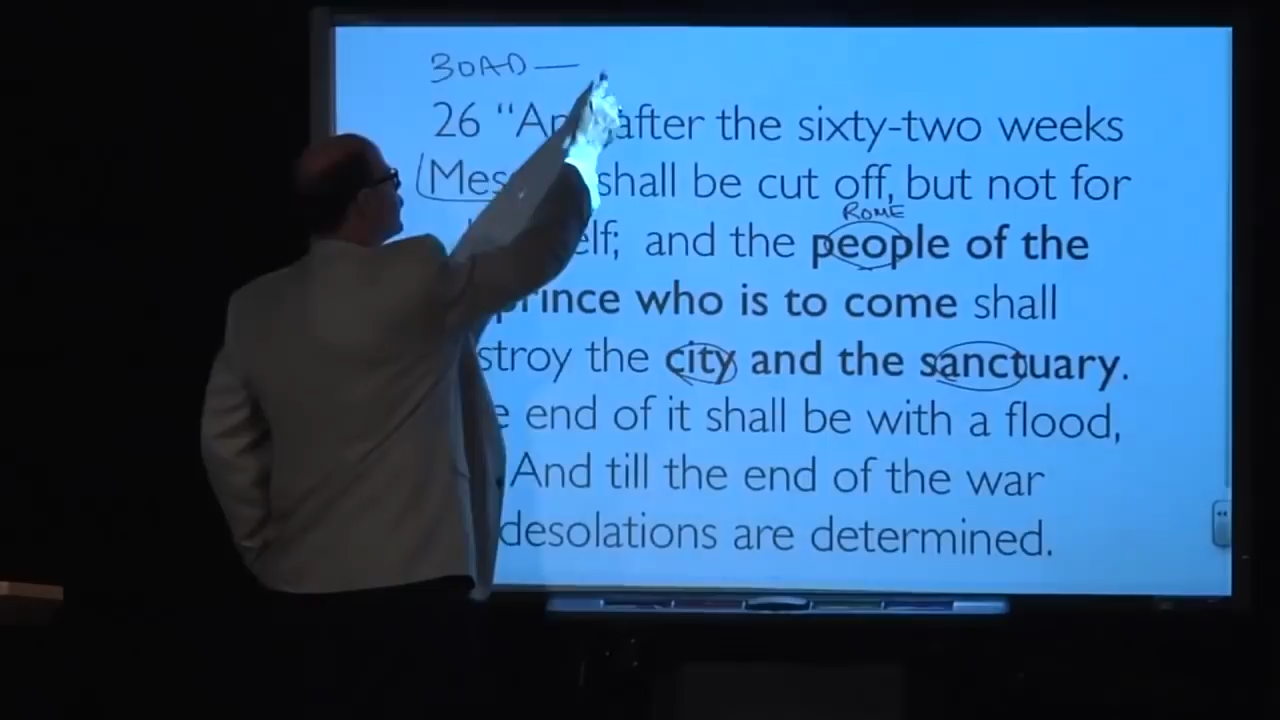 30AD —
26 “An after the sixty-two weeks
Mes shall be cut off, but not for
ROME
elf; and the people of the
prince who is to come shall
stroy the city and the sanctuary.
e end of it shall be with a flood,
And till the end of the war
desolations are determined.